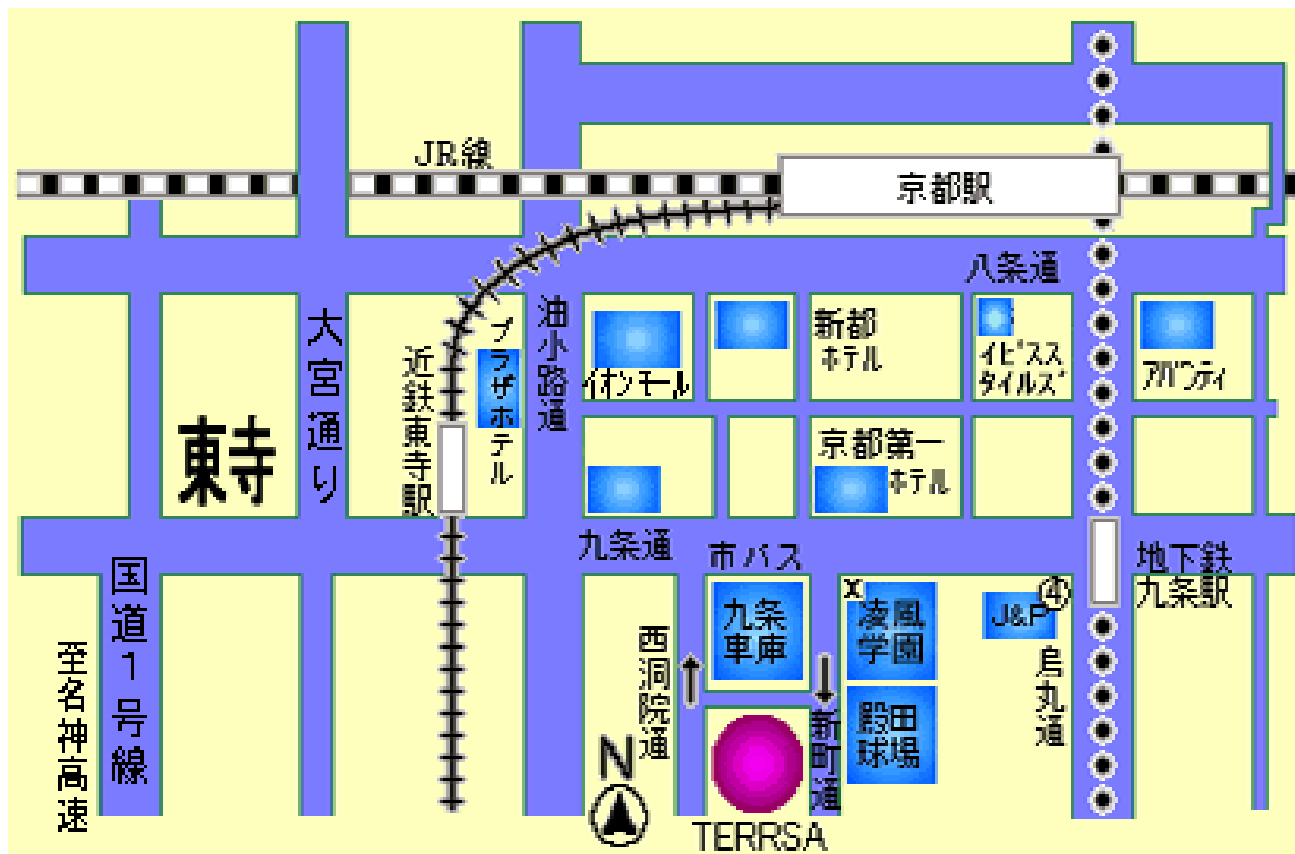 JR線
京都駅
八条通
大宮通り
近鉄東寺駅
プラザホテル
油小路通
イオンモール
新都
ホテル
イビスス
タイルズ
アバンティ
東寺
京都第一
ホテル
九条通
市バス
地下鉄
九条駅
国道1号線
至名神高速
西洞院通
九条
車庫
x
凌風
学園
J&P
④
烏丸通
新町通
殿田
球場
N
TERRSA